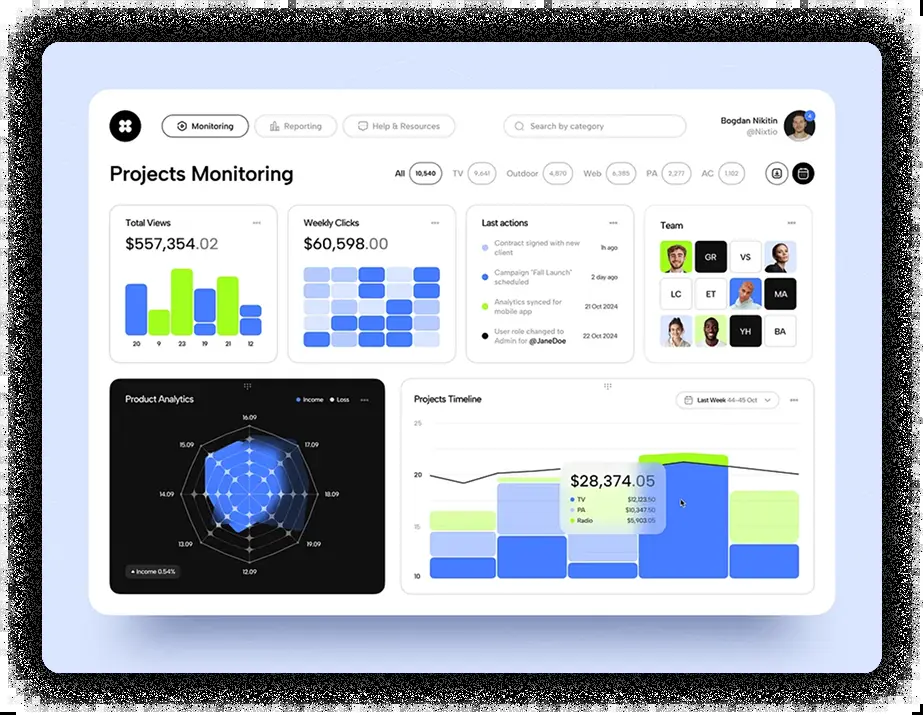 Monitoring
Reporting
Help & Resources
Search by category
Bogdan Nikitin
@Nixtio
Projects Monitoring
All 10,540
TV 9,641
Outdoor 4,870
Web 6,385
PA 2,277
AC 1,102
Total Views
$557,354.02
20 9 23 19 21 12
Weekly Clicks
$60,598.00
Last actions
Contract signed with new
client
1h ago
Campaign "Fall Launch"
scheduled
2 day ago
Analytics synced for
mobile app
21 Oct 2024
User role changed to
Admin for @JaneDoe
22 Oct 2024
Team
GR
VS
LC
ET
MA
YH
BA
Product Analytics
Income
Loss
16.09
15.09
17.09
14.09
18.09
13.09
19.09
12.09
Income 0.54%
Projects Timeline
Last Week 44-45 Oct
25
20
15
10
$28,374.05
TV $12,123.50
PA $10,347.50
Radio $5,903.05